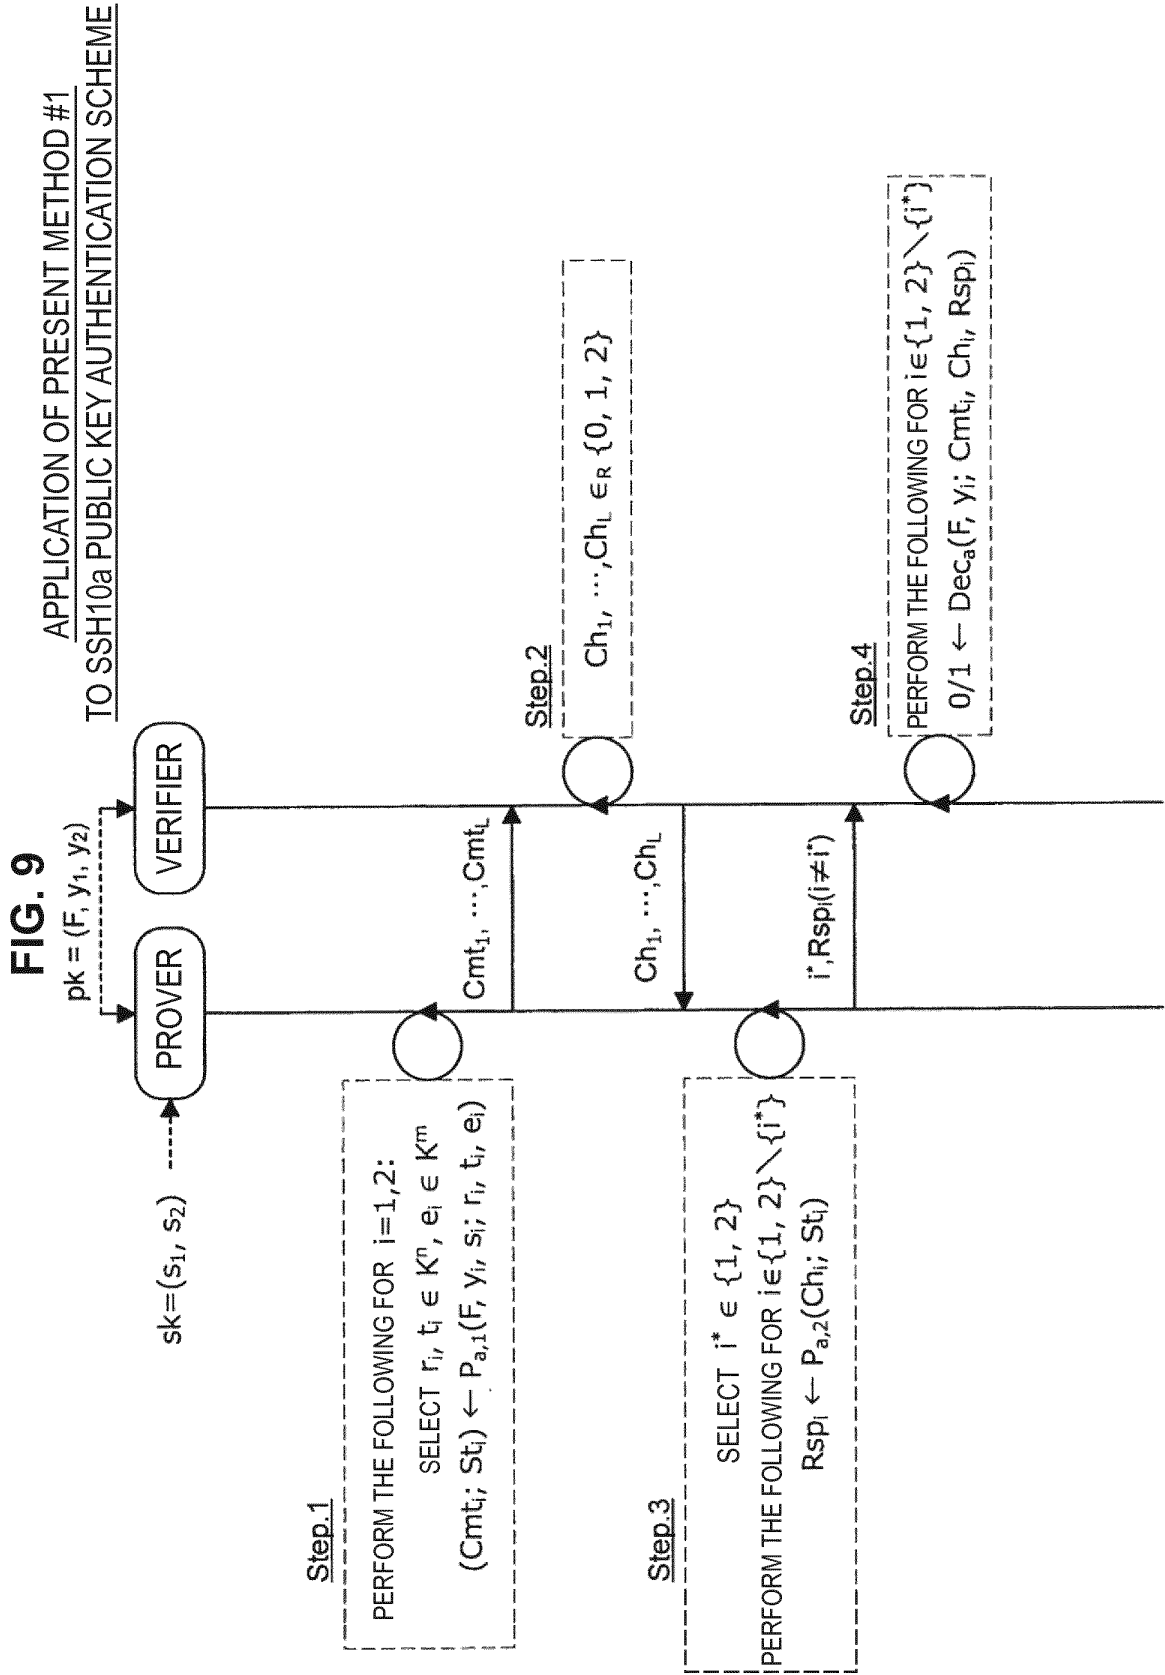 FIG. 9
APPLICATION OF PRESENT METHOD #1
TO SSH10a PUBLIC KEY AUTHENTICATION SCHEME
pk = (F, y₁, y₂)
sk=(s₁, s₂)
PROVER
VERIFIER
Step.1
PERFORM THE FOLLOWING FOR i=1,2:
SELECT rᵢ, tᵢ ∈ Kⁿ, eᵢ ∈ Kᵐ
(Cmtᵢ; Stᵢ) ← Pₐ,₁(F, yᵢ, sᵢ; rᵢ, tᵢ, eᵢ)
Cmt₁, ⋯,Cmt_L
Step.2
Ch₁, ⋯,Ch_L ∈_R {0, 1, 2}
Ch₁, ⋯,Ch_L
Step.3
SELECT i* ∈ {1, 2}
PERFORM THE FOLLOWING FOR i∈{1, 2}∖{i*}
Rspᵢ ← Pₐ,₂(Chᵢ; Stᵢ)
i*,Rspᵢ(i≠i*)
Step.4
PERFORM THE FOLLOWING FOR i∈{1, 2}∖{i*}
0/1 ← Decₐ(F, yᵢ; Cmtᵢ, Chᵢ, Rspᵢ)